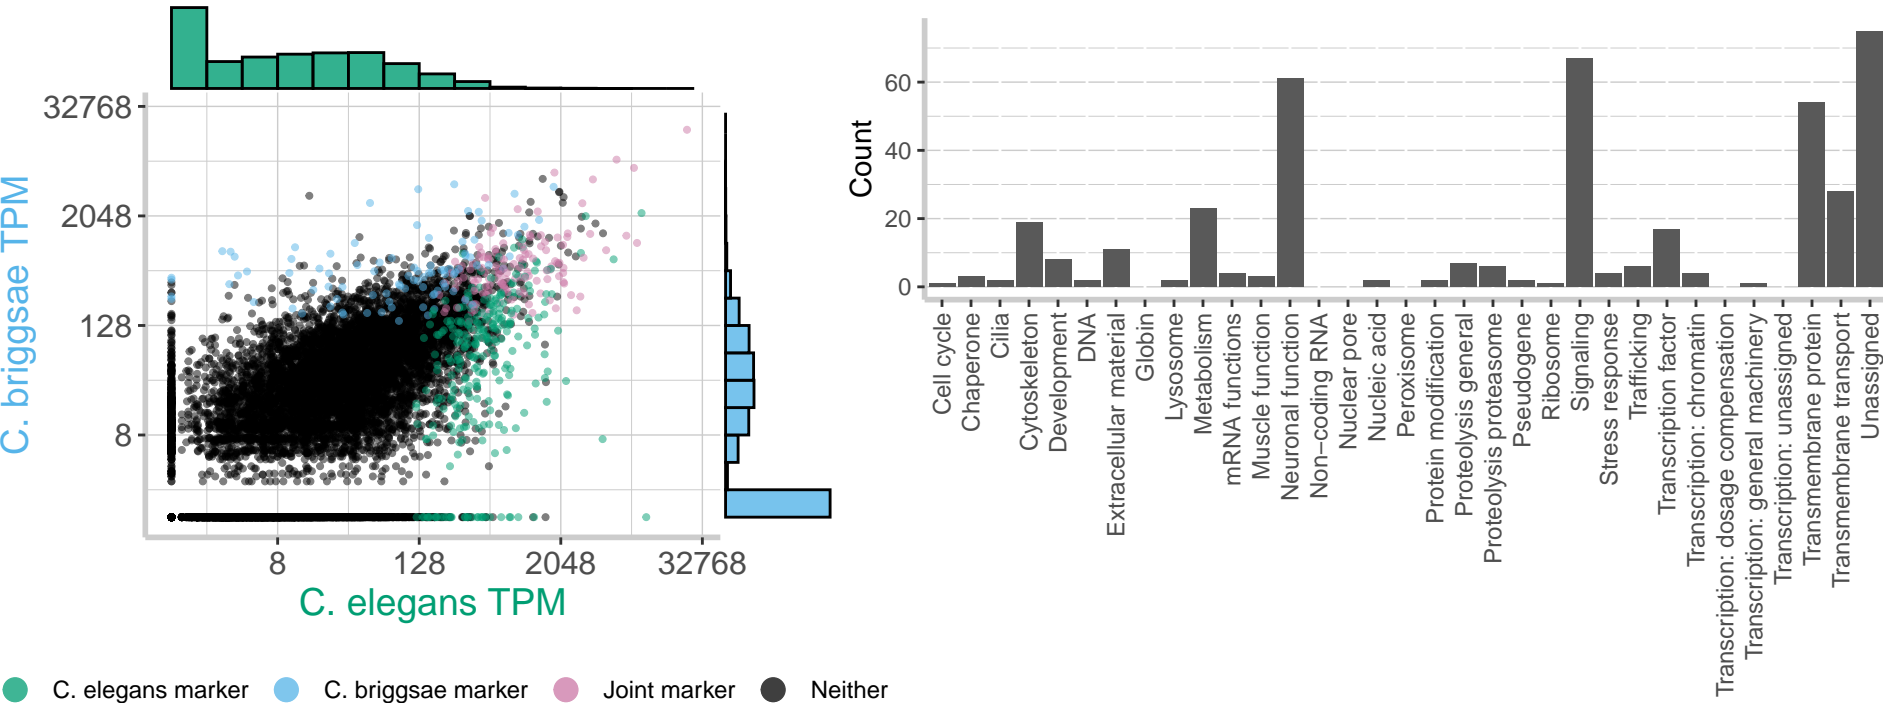 32768
2048
128
8
C. briggsae TPM
8
128
2048
32768
C. elegans TPM
C. elegans marker
C. briggsae marker
Joint marker
Neither
Count
60
40
20
0
Cell cycle
Chaperone
Cilia
Cytoskeleton
Development
DNA
Extracellular material
Globin
Lysosome
Metabolism
mRNA functions
Muscle function
Neuronal function
Non−coding RNA
Nuclear pore
Nucleic acid
Peroxisome
Protein modification
Proteolysis general
Proteolysis proteasome
Pseudogene
Ribosome
Signaling
Stress response
Trafficking
Transcription factor
Transcription: chromatin
Transcription: dosage compensation
Transcription: general machinery
Transcription: unassigned
Transmembrane protein
Transmembrane transport
Unassigned